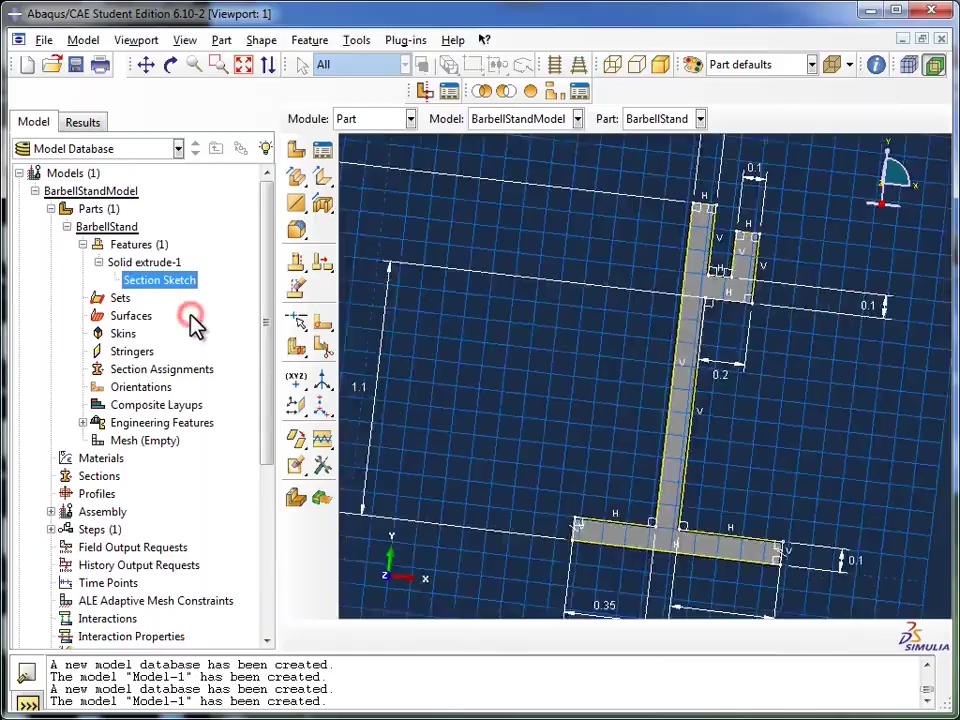 Abaqus/CAE Student Edition 6.10-2 [Viewport: 1]
File Model Viewport View Part Shape Feature Tools Plug-ins Help
All
Part defaults
Model Results
Module: Part Model: BarbellStandModel Part: BarbellStand
Model Database
Models (1)
BarbellStandModel
Parts (1)
BarbellStand
Features (1)
Solid extrude-1
Section Sketch
Sets
Surfaces
Skins
Stringers
Section Assignments
Orientations
Composite Layups
Engineering Features
Mesh (Empty)
Materials
Sections
Profiles
Assembly
Steps (1)
Field Output Requests
History Output Requests
Time Points
ALE Adaptive Mesh Constraints
Interactions
Interaction Properties
(XYZ)
0.1
Y
X
Z
H
H
V
V
V
H
H
0.1
0.2
1.1
V
V
H
H
H
V
0.1
0.35
Y
Z
X
SIMULIA
A new model database has been created.
The model "Model-1" has been created.
A new model database has been created.
The model "Model-1" has been created.
>>>